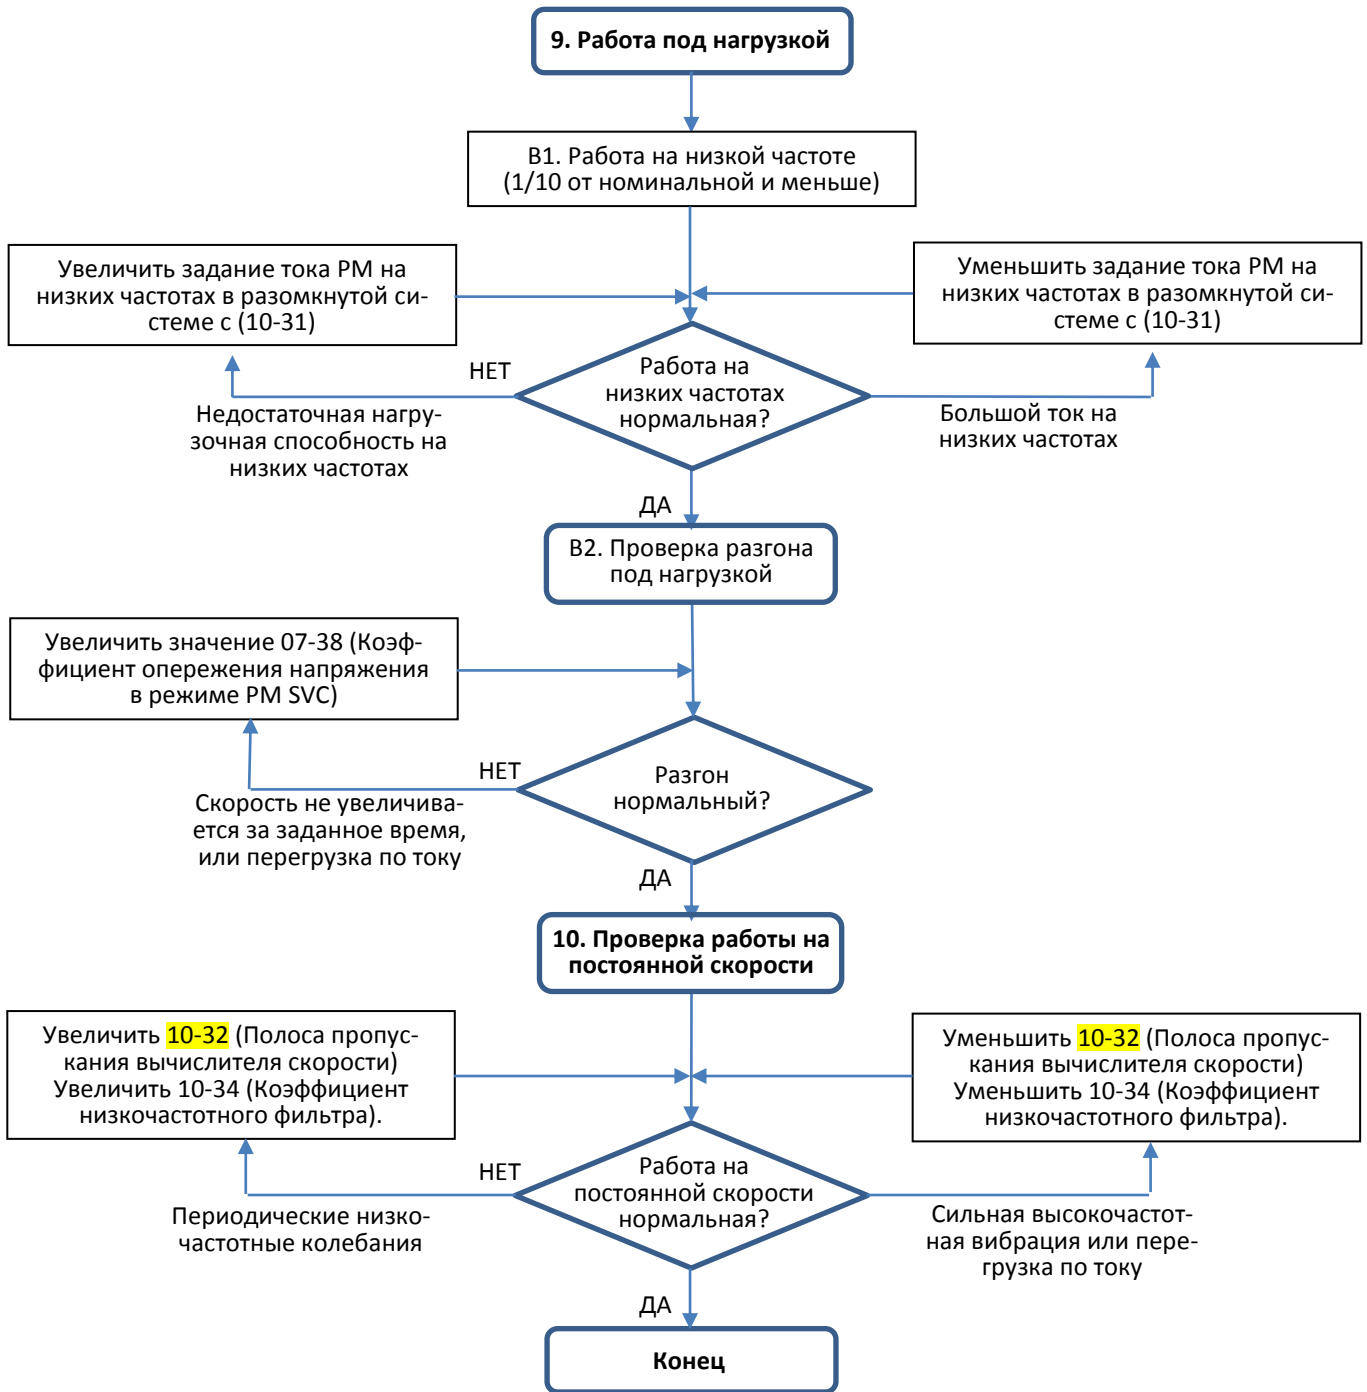 9. Работа под нагрузкой
В1. Работа на низкой частоте
(1/10 от номинальной и меньше)
Увеличить задание тока PM на
низких частотах в разомкнутой си-
стеме с (10-31)
Уменьшить задание тока PM на
низких частотах в разомкнутой си-
стеме с (10-31)
Работа на
низких частотах
нормальная?
НЕТ
Недостаточная нагру-
зочная способность на
низких частотах
Большой ток на
низких частотах
ДА
В2. Проверка разгона
под нагрузкой
Увеличить значение 07-38 (Коэф-
фициент опережения напряжения
в режиме PM SVC)
НЕТ
Разгон
нормальный?
Скорость не увеличива-
ется за заданное время,
или перегрузка по току
ДА
10. Проверка работы на
постоянной скорости
Увеличить 10-32 (Полоса пропус-
кания вычислителя скорости)
Увеличить 10-34 (Коэффициент
низкочастотного фильтра).
Уменьшить 10-32 (Полоса пропус-
кания вычислителя скорости)
Уменьшить 10-34 (Коэффициент
низкочастотного фильтра).
НЕТ
Работа на
постоянной скорости
нормальная?
Периодические низко-
частотные колебания
Сильная высокочастот-
ная вибрация или пере-
грузка по току
ДА
Конец